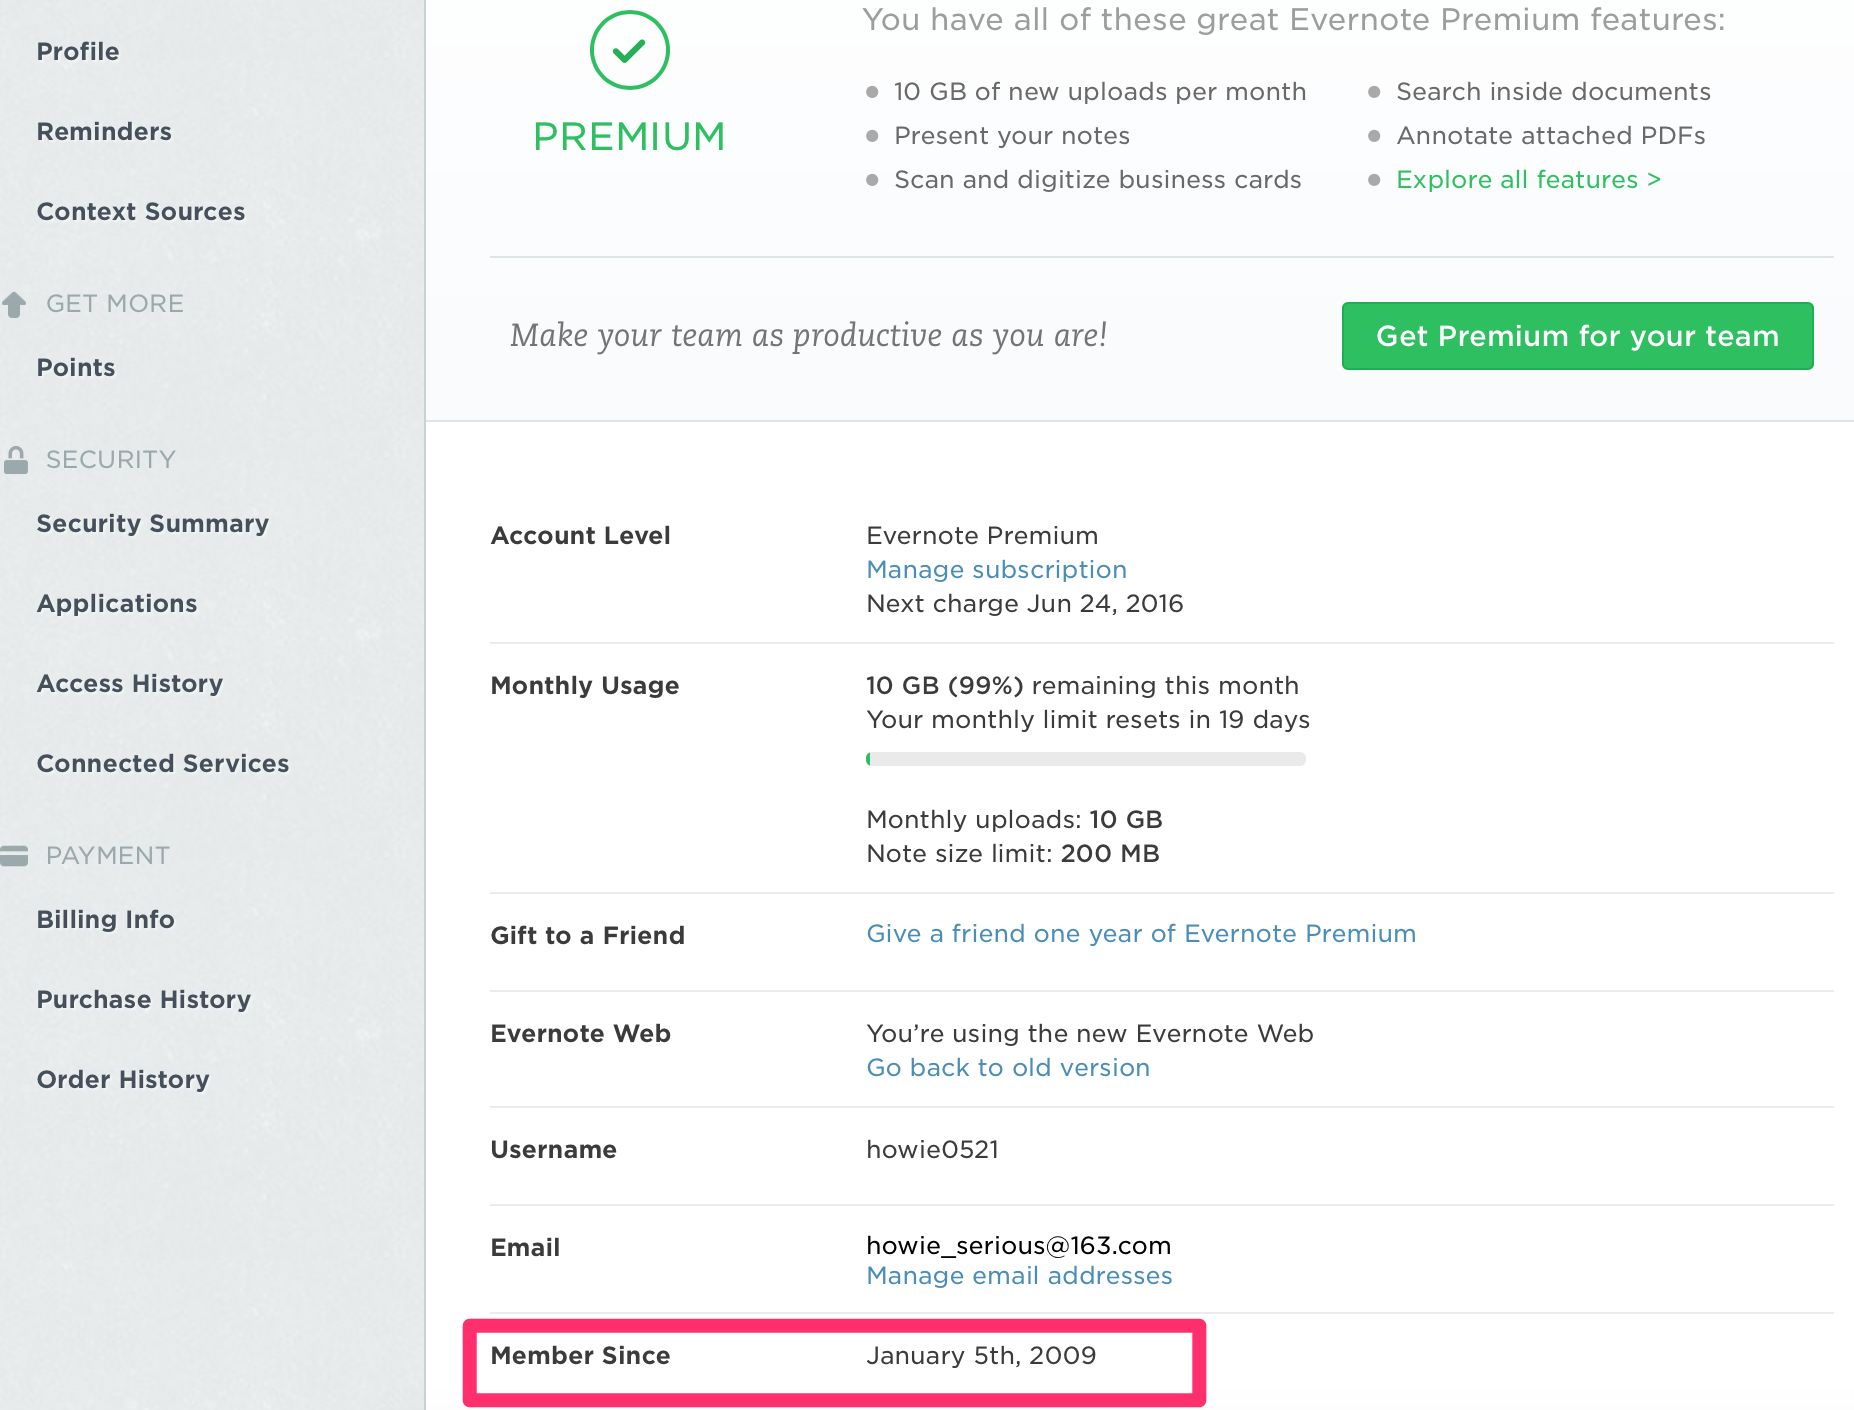 Profile
Reminders
Context Sources
GET MORE
Points
SECURITY
Security Summary
Applications
Access History
Connected Services
PAYMENT
Billing Info
Purchase History
Order History
PREMIUM
You have all of these great Evernote Premium features:
10 GB of new uploads per month
Present your notes
Scan and digitize business cards
Search inside documents
Annotate attached PDFs
Explore all features >
Make your team as productive as you are!
Get Premium for your team
Account Level
Evernote Premium
Manage subscription
Next charge Jun 24, 2016
Monthly Usage
10 GB (99%) remaining this month
Your monthly limit resets in 19 days
Monthly uploads: 10 GB
Note size limit: 200 MB
Gift to a Friend
Give a friend one year of Evernote Premium
Evernote Web
You’re using the new Evernote Web
Go back to old version
Username
howie0521
Email
howie_serious@163.com
Manage email addresses
Member Since
January 5th, 2009